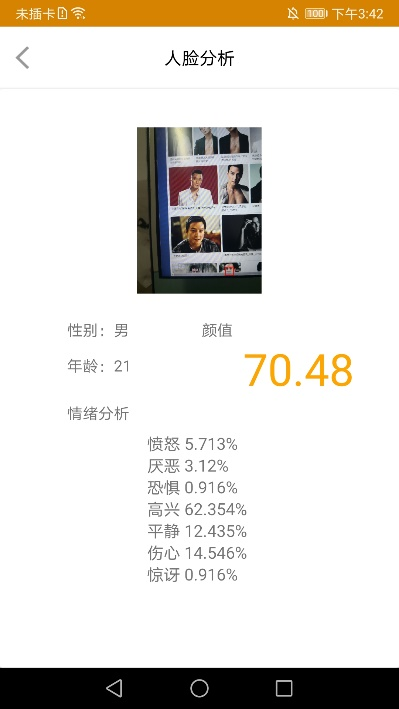 未插卡 100 下午3:42
人脸分析
性别：男 颜值
年龄：21 70.48
情绪分析
愤怒 5.713%
厌恶 3.12%
恐惧 0.916%
高兴 62.354%
平静 12.435%
伤心 14.546%
惊讶 0.916%